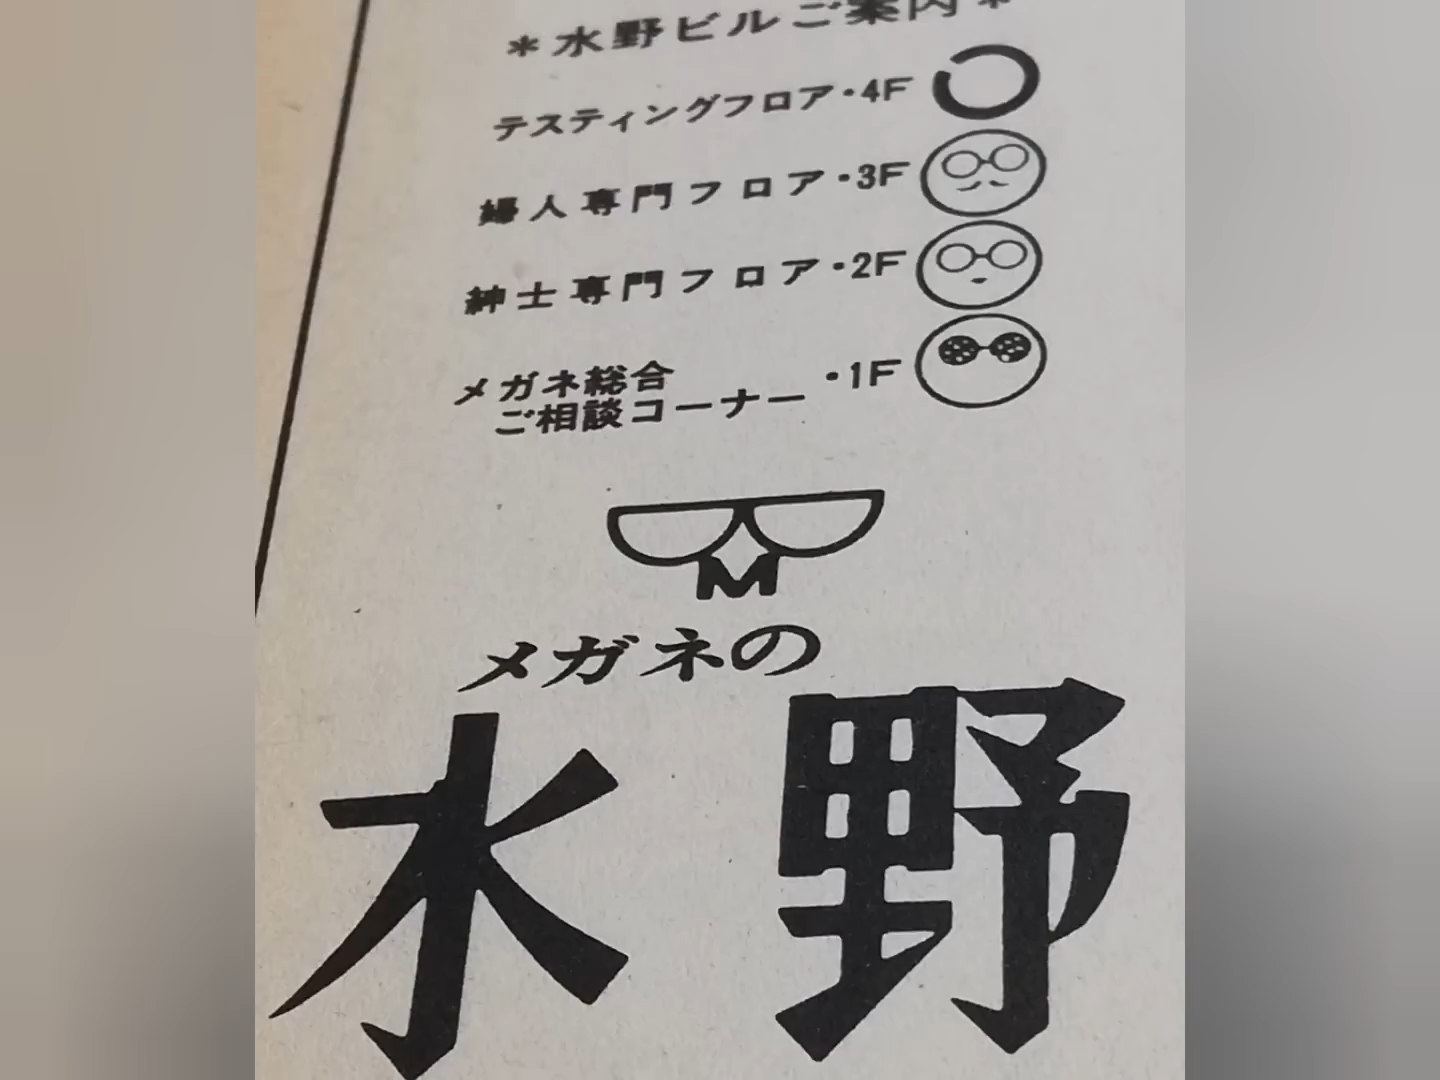 ＊水野ビルご案内＊
テスティングフロア・4F
婦人専門フロア・3F
紳士専門フロア・2F
メガネ総合
ご相談コーナー・1F
M
メガネの
水野